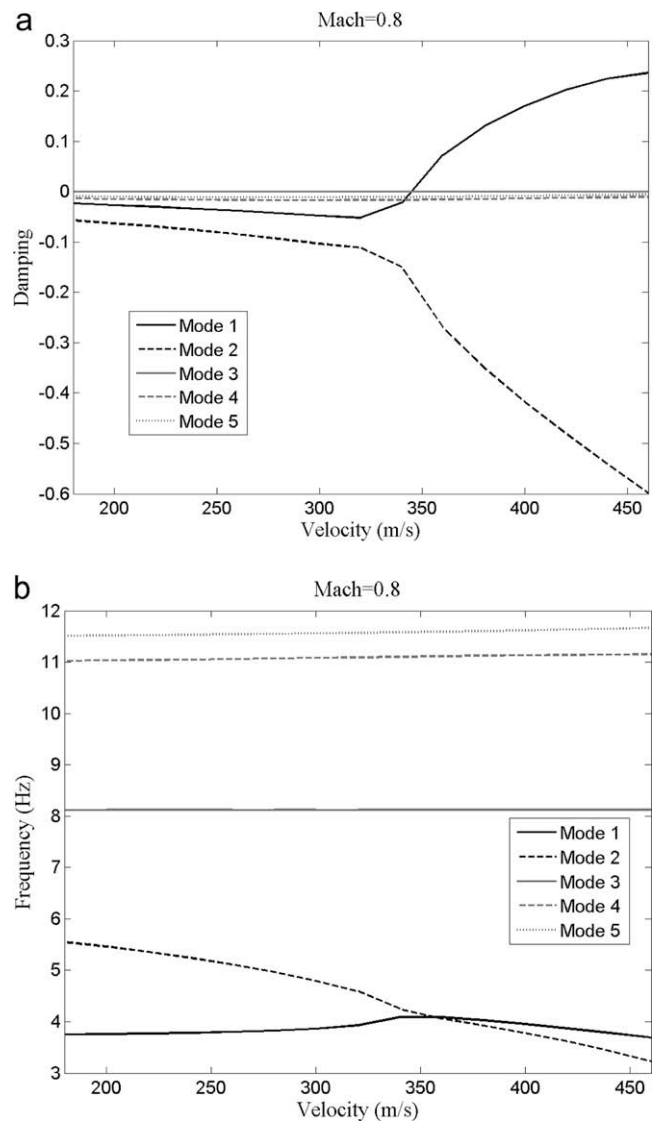 a
Mach=0.8
0.3
0.2
0.1
0
-0.1
-0.2
-0.3
-0.4
-0.5
-0.6
Damping
Mode 1
Mode 2
Mode 3
Mode 4
Mode 5
200 250 300 350 400 450
Velocity (m/s)
b
Mach=0.8
12
11
10
9
8
7
6
5
4
3
Frequency (Hz)
Mode 1
Mode 2
Mode 3
Mode 4
Mode 5
200 250 300 350 400 450
Velocity (m/s)